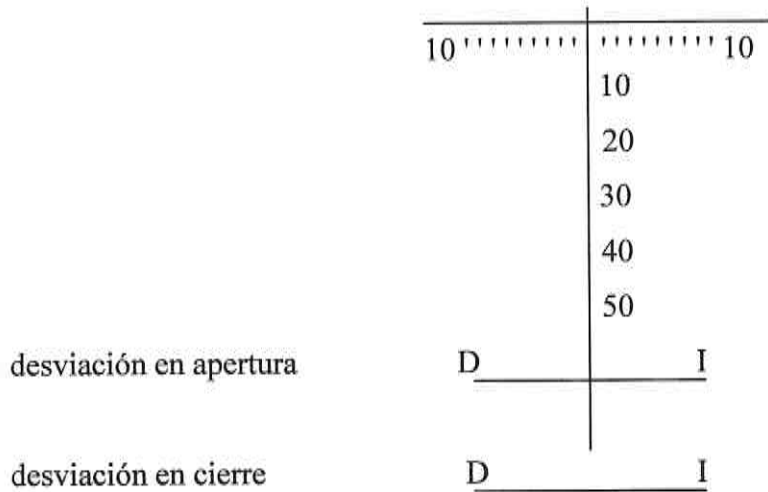 10 ' ' ' ' ' ' ' ' ' ' ' ' ' ' ' ' ' ' 10
10
20
30
40
50
desviación en apertura D I
desviación en cierre D I